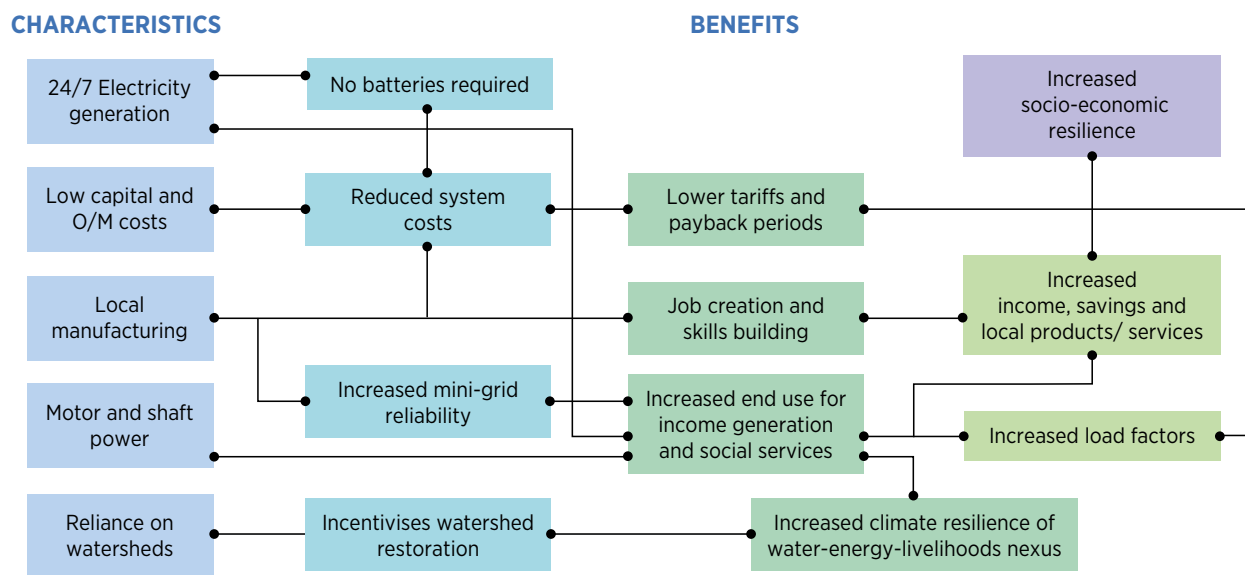 CHARACTERISTICS
BENEFITS
24/7 Electricity
generation
No batteries required
Increased
socio-economic
resilience
Low capital and
O/M costs
Reduced system
costs
Lower tariffs and
payback periods
Local
manufacturing
Job creation and
skills building
Increased
income, savings and
local products/ services
Motor and shaft
power
Increased mini-grid
reliability
Increased end use for
income generation
and social services
Increased load factors
Reliance on
watersheds
Incentivises watershed
restoration
Increased climate resilience of
water-energy-livelihoods nexus